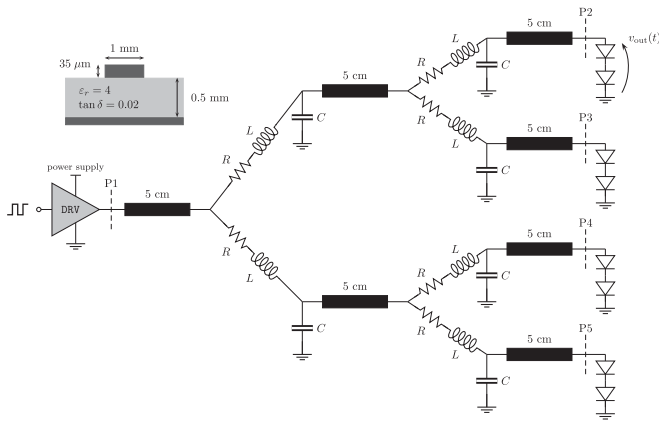 1 mm
35 μm
ε_r = 4
tan δ = 0.02
0.5 mm
power supply
DRV
P1
5 cm
R
L
C
R
L
C
5 cm
5 cm
R
L
C
R
L
C
R
L
C
R
L
C
5 cm
P2
v_out(t)
5 cm
P3
5 cm
P4
5 cm
P5